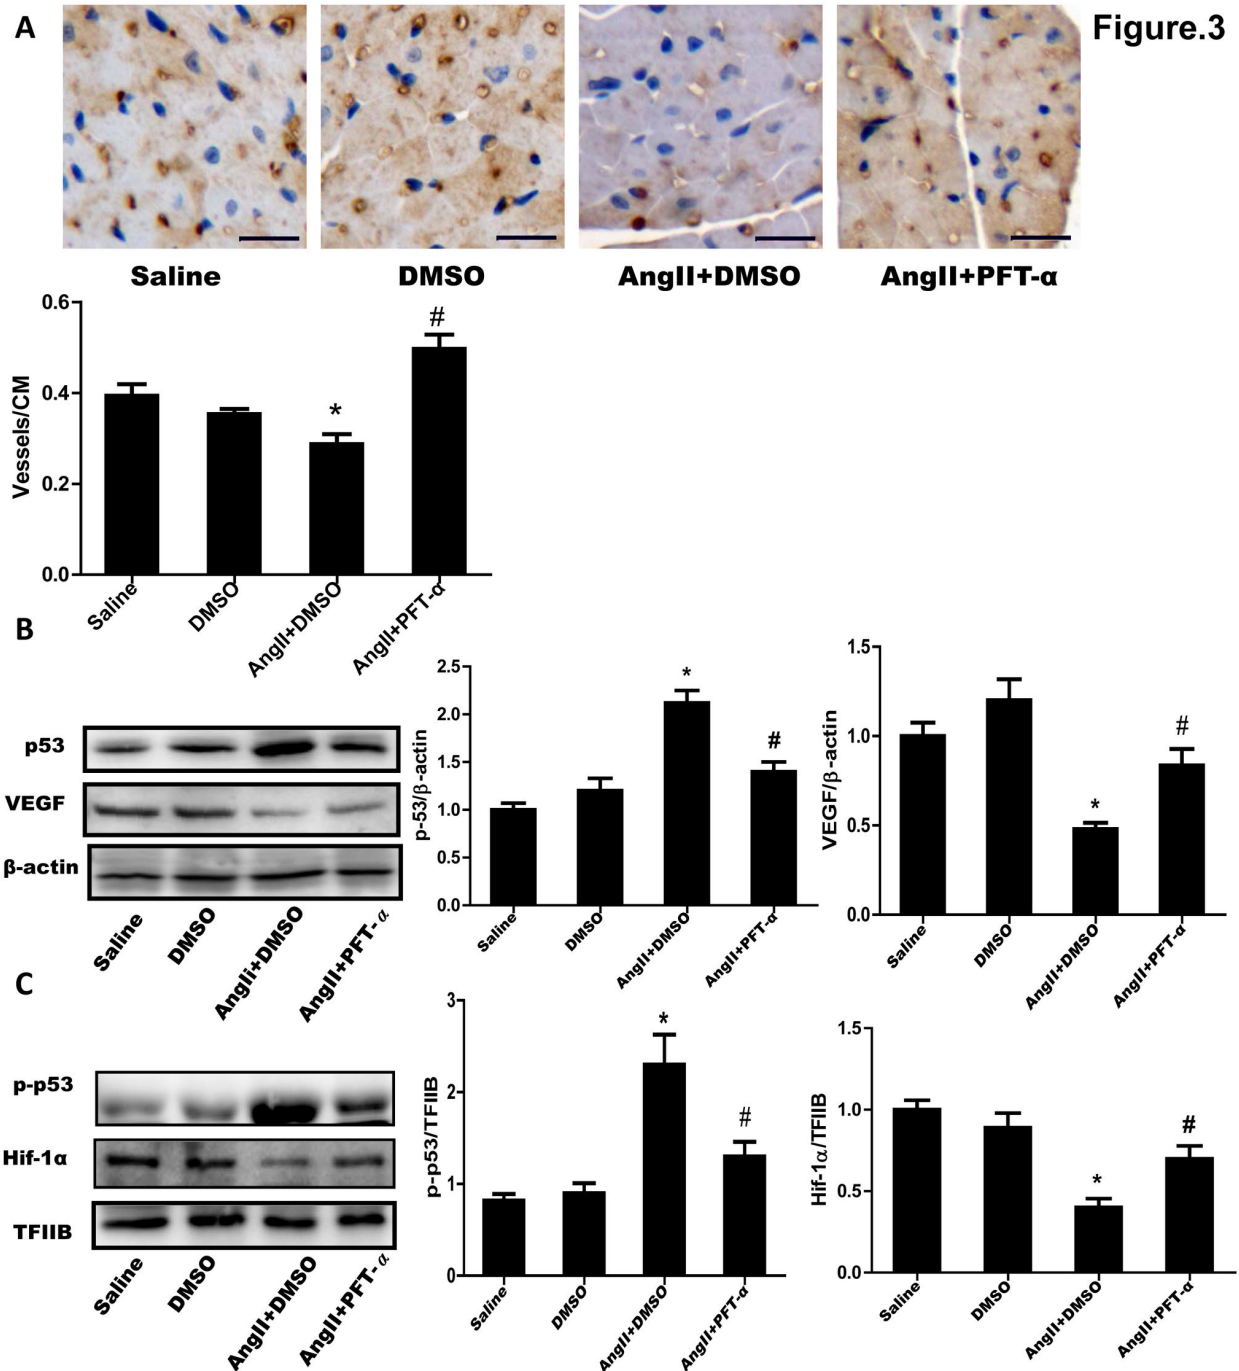 A
Figure.3
Saline
DMSO
AngII+DMSO
AngII+PFT-α
Vessels/CM
0.6
0.4
0.2
0.0
*
#
Saline
DMSO
AngII+DMSO
AngII+PFT-α
B
p53
VEGF
β-actin
Saline
DMSO
AngIi+DMSO
AngII+PFT-α
p-53/β-actin
2.5
2.0
1.5
1.0
0.5
0.0
*
#
Saline
DMSO
AngII+DMSO
AngII+PFT-α
VEGF/β-actin
1.5
1.0
0.5
0.0
*
#
Saline
DMSO
AngII+DMSO
AngII+PFT-α
C
p-p53
Hif-1α
TFIIB
Saline
DMSO
AngII+DMSO
AngII+PFT-α
p-p53/TFIIB
3
2
1
0
*
#
Saline
DMSO
AngII+DMSO
AngII+PFT-α
Hif-1α/TFIIB
1.5
1.0
0.5
0.0
*
#
Saline
DMSO
AngII+DMSO
AngII+PFT-α